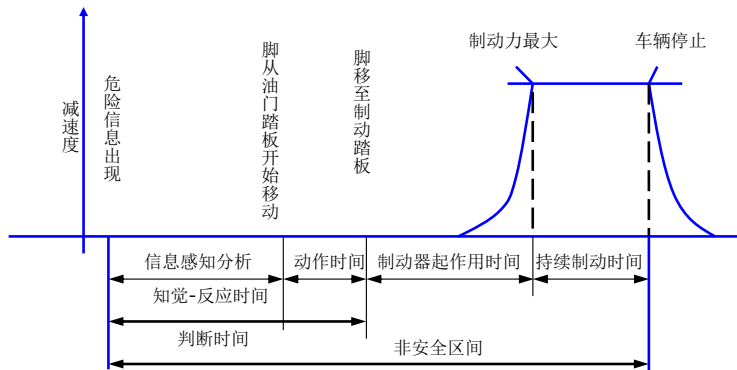 制动力最大
车辆停止
减速度
危险信息出现
脚从油门踏板开始移动
脚移至制动踏板
信息感知分析
动作时间
制动器起作用时间
持续制动时间
知觉-反应时间
判断时间
非安全区间